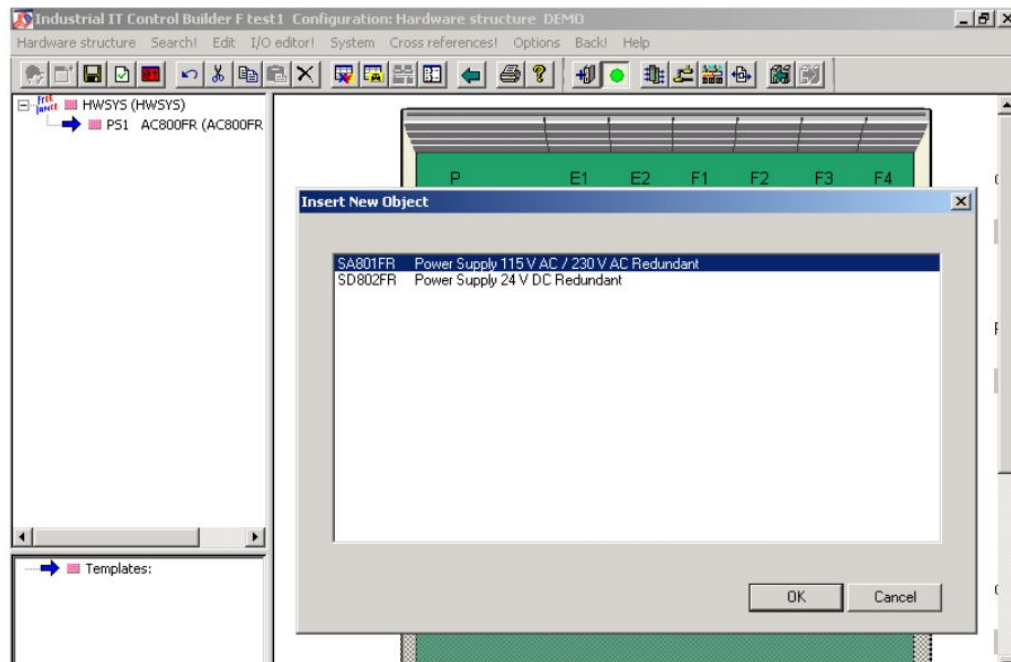 Industrial IT Control Builder F test1 Configuration: Hardware structure DEMO
Hardware structure Search! Edit I/O editor! System Cross references! Options Back! Help
HWSYS (HWSYS)
PS1 AC800FR (AC800FR
P E1 E2 F1 F2 F3 F4
Insert New Object
SA801FR Power Supply 115 V AC / 230 V AC Redundant
SD802FR Power Supply 24 V DC Redundant
Templates:
OK Cancel